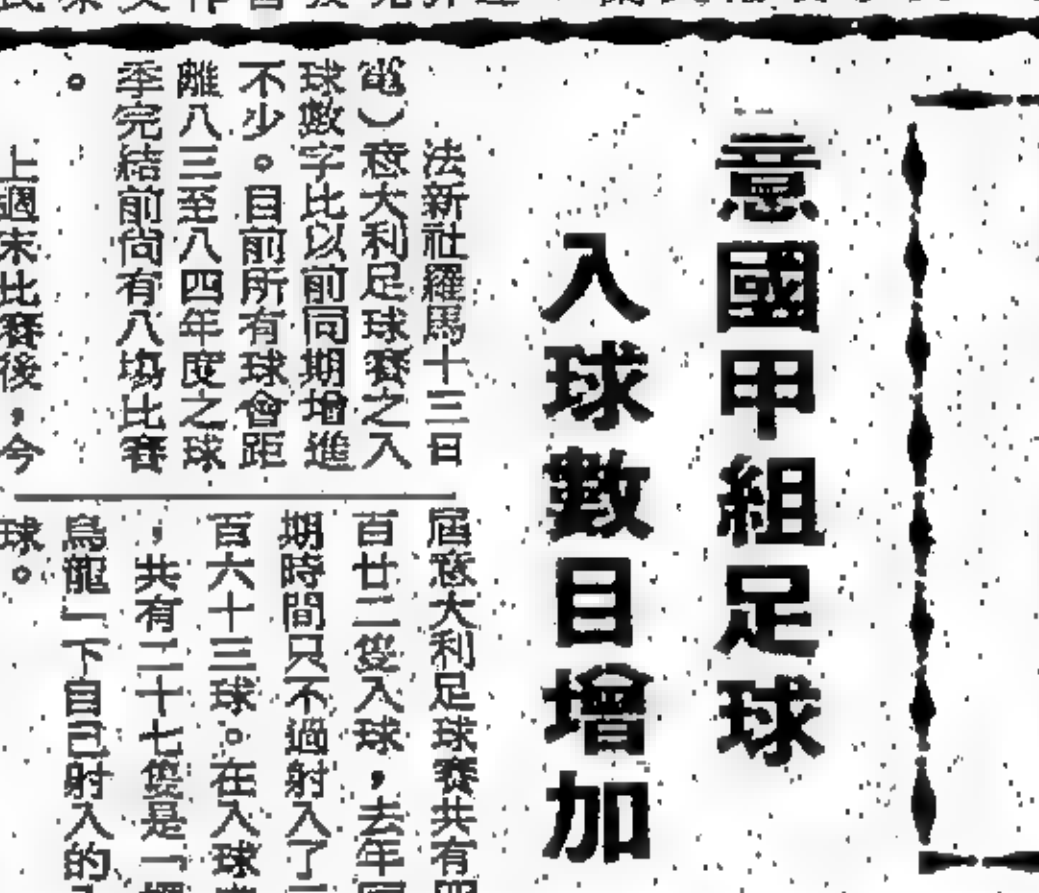 意國甲組足球
入球數目增加
法新社羅馬十三日
電）意大利足球賽之入
球數字比以前同期增進
不少。目前所有球會距
離八三至八四年度之球
季完結前尚有八場比賽
。
上週末比賽後，今
屆意大利足球賽共有
百廿二隻入球，去年
期時間只不過射入了
百六十三球。在入球
，共有二十七隻是「
烏龍」下自己射入的
球。